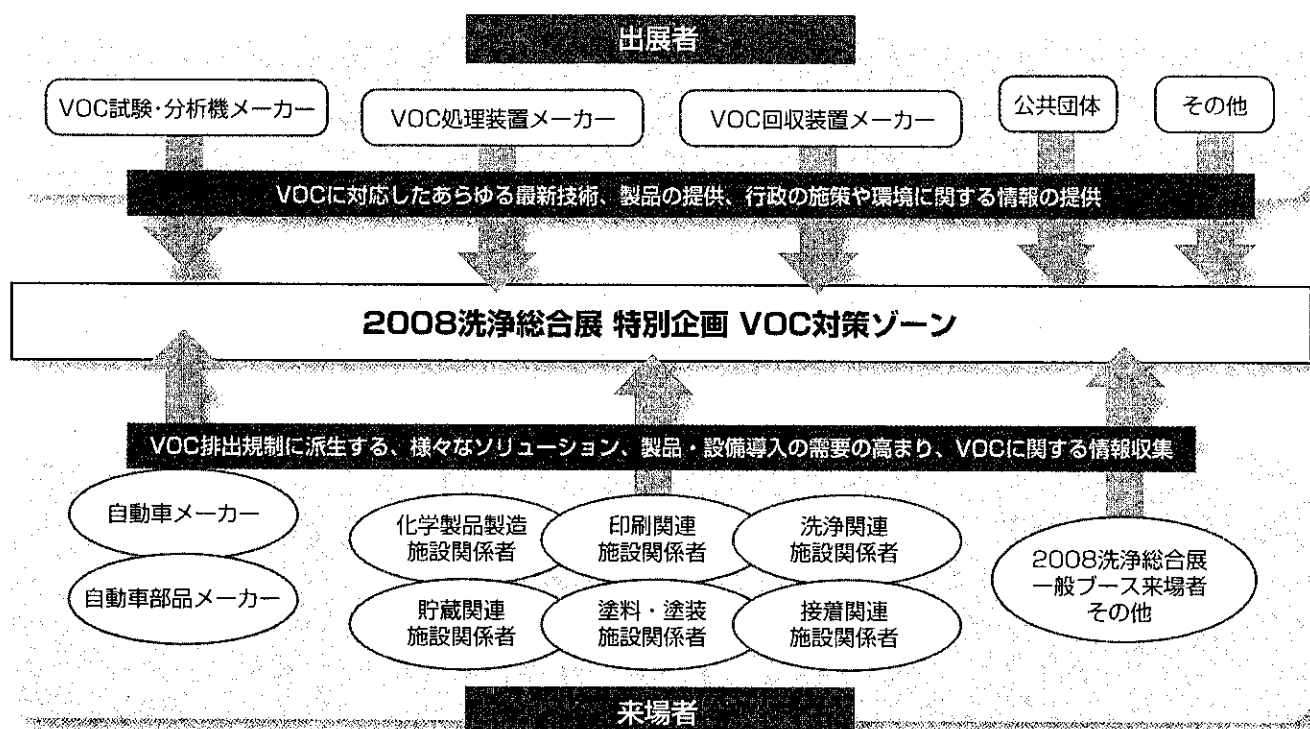 出展者
VOC試験・分析機メーカー
VOC処理装置メーカー
VOC回収装置メーカー
公共団体
その他
VOCに対応したあらゆる最新技術、製品の提供、行政の施策や環境に関する情報の提供
2008洗浄総合展 特別企画 VOC対策ゾーン
VOC排出規制に派生する、様々なソリューション、製品・設備導入の需要の高まり、VOCに関する情報収集
自動車メーカー
自動車部品メーカー
化学製品製造
施設関係者
印刷関連
施設関係者
洗浄関連
施設関係者
貯蔵関連
施設関係者
塗料・塗装
施設関係者
接着関連
施設関係者
2008洗浄総合展
一般ブース来場者
その他
来場者